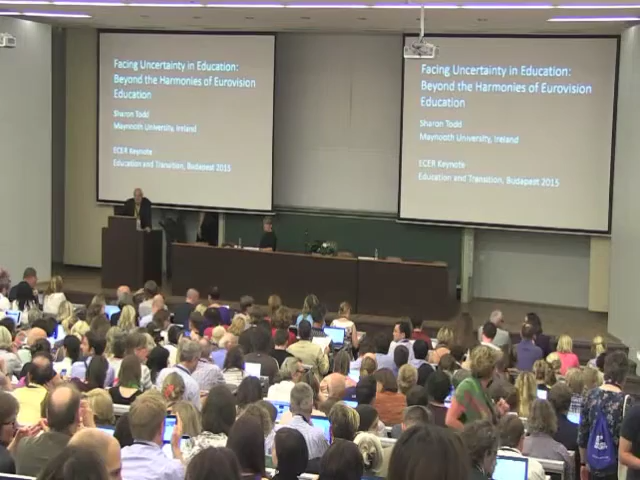 Facing Uncertainty in Education:
Beyond the Harmonies of Eurovision
Education
Sharon Todd
Maynooth University, Ireland
ECER Keynote
Education and Transition, Budapest 2015
Facing Uncertainty in Education:
Beyond the Harmonies of Eurovision
Education
Sharon Todd
Maynooth University, Ireland
ECER Keynote
Education and Transition, Budapest 2015